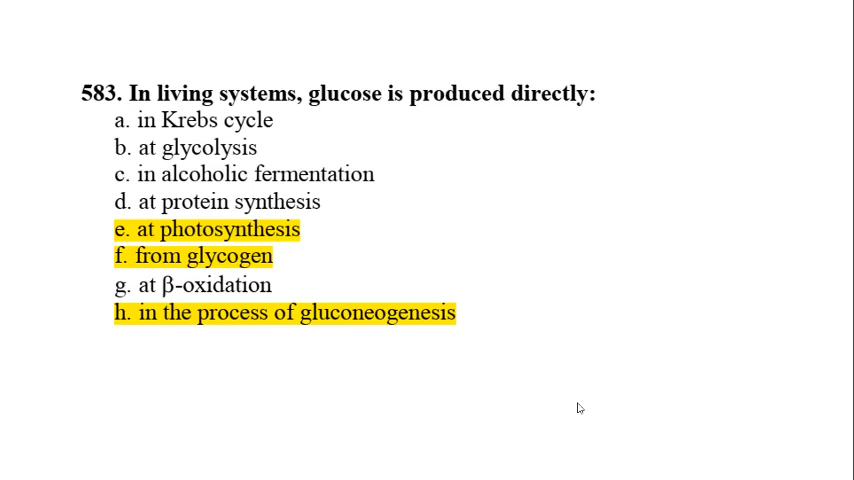 583. In living systems, glucose is produced directly:
a. in Krebs cycle
b. at glycolysis
c. in alcoholic fermentation
d. at protein synthesis
e. at photosynthesis
f. from glycogen
g. at β-oxidation
h. in the process of gluconeogenesis